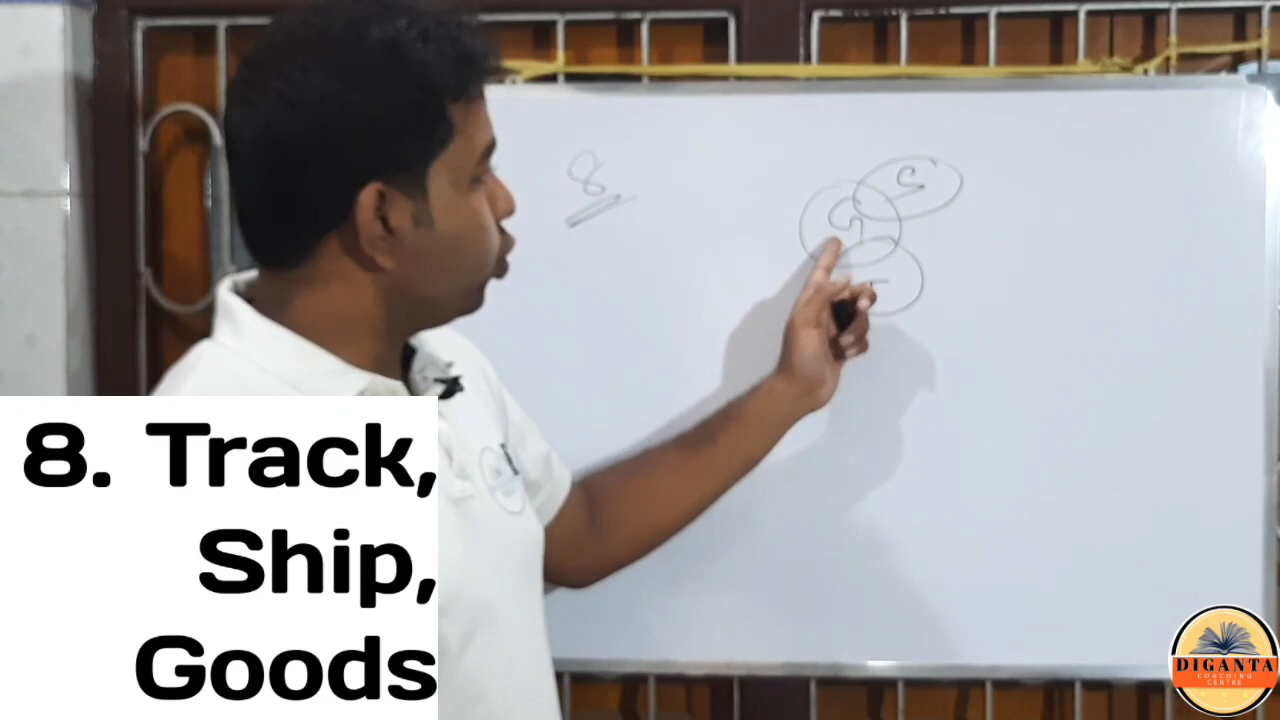 8
S
G
T
8. Track,
Ship,
Goods
DIGANTA
COACHING
CENTRE